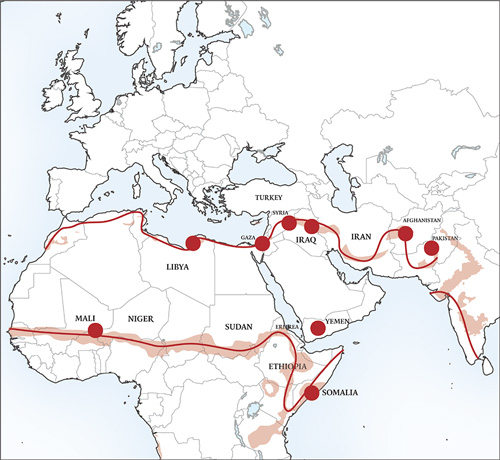 TURKEY
SYRIA
AFGHANISTAN
GAZA
IRAQ
IRAN
PAKISTAN
LIBYA
MALI
NIGER
SUDAN
ERITREA
YEMEN
ETHIOPIA
SOMALIA